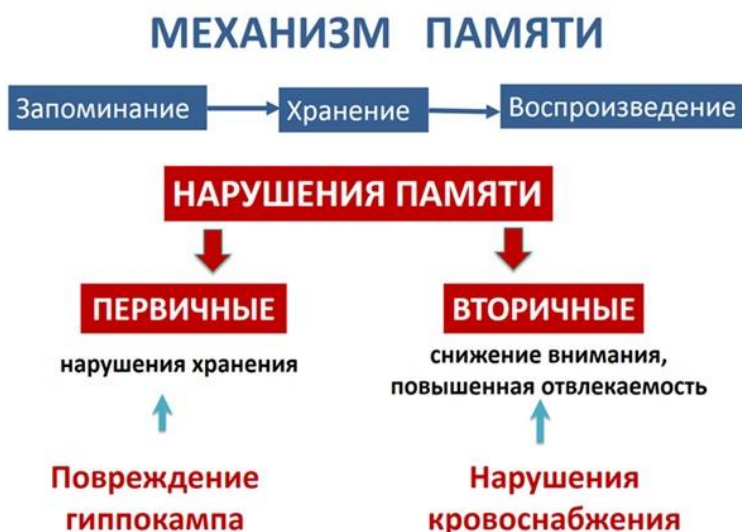 МЕХАНИЗМ ПАМЯТИ
Запоминание Хранение Воспроизведение
НАРУШЕНИЯ ПАМЯТИ
ПЕРВИЧНЫЕ
нарушения хранения
Повреждение
гиппокампа
ВТОРИЧНЫЕ
снижение внимания,
повышенная отвлекаемость
Нарушения
кровоснабжения